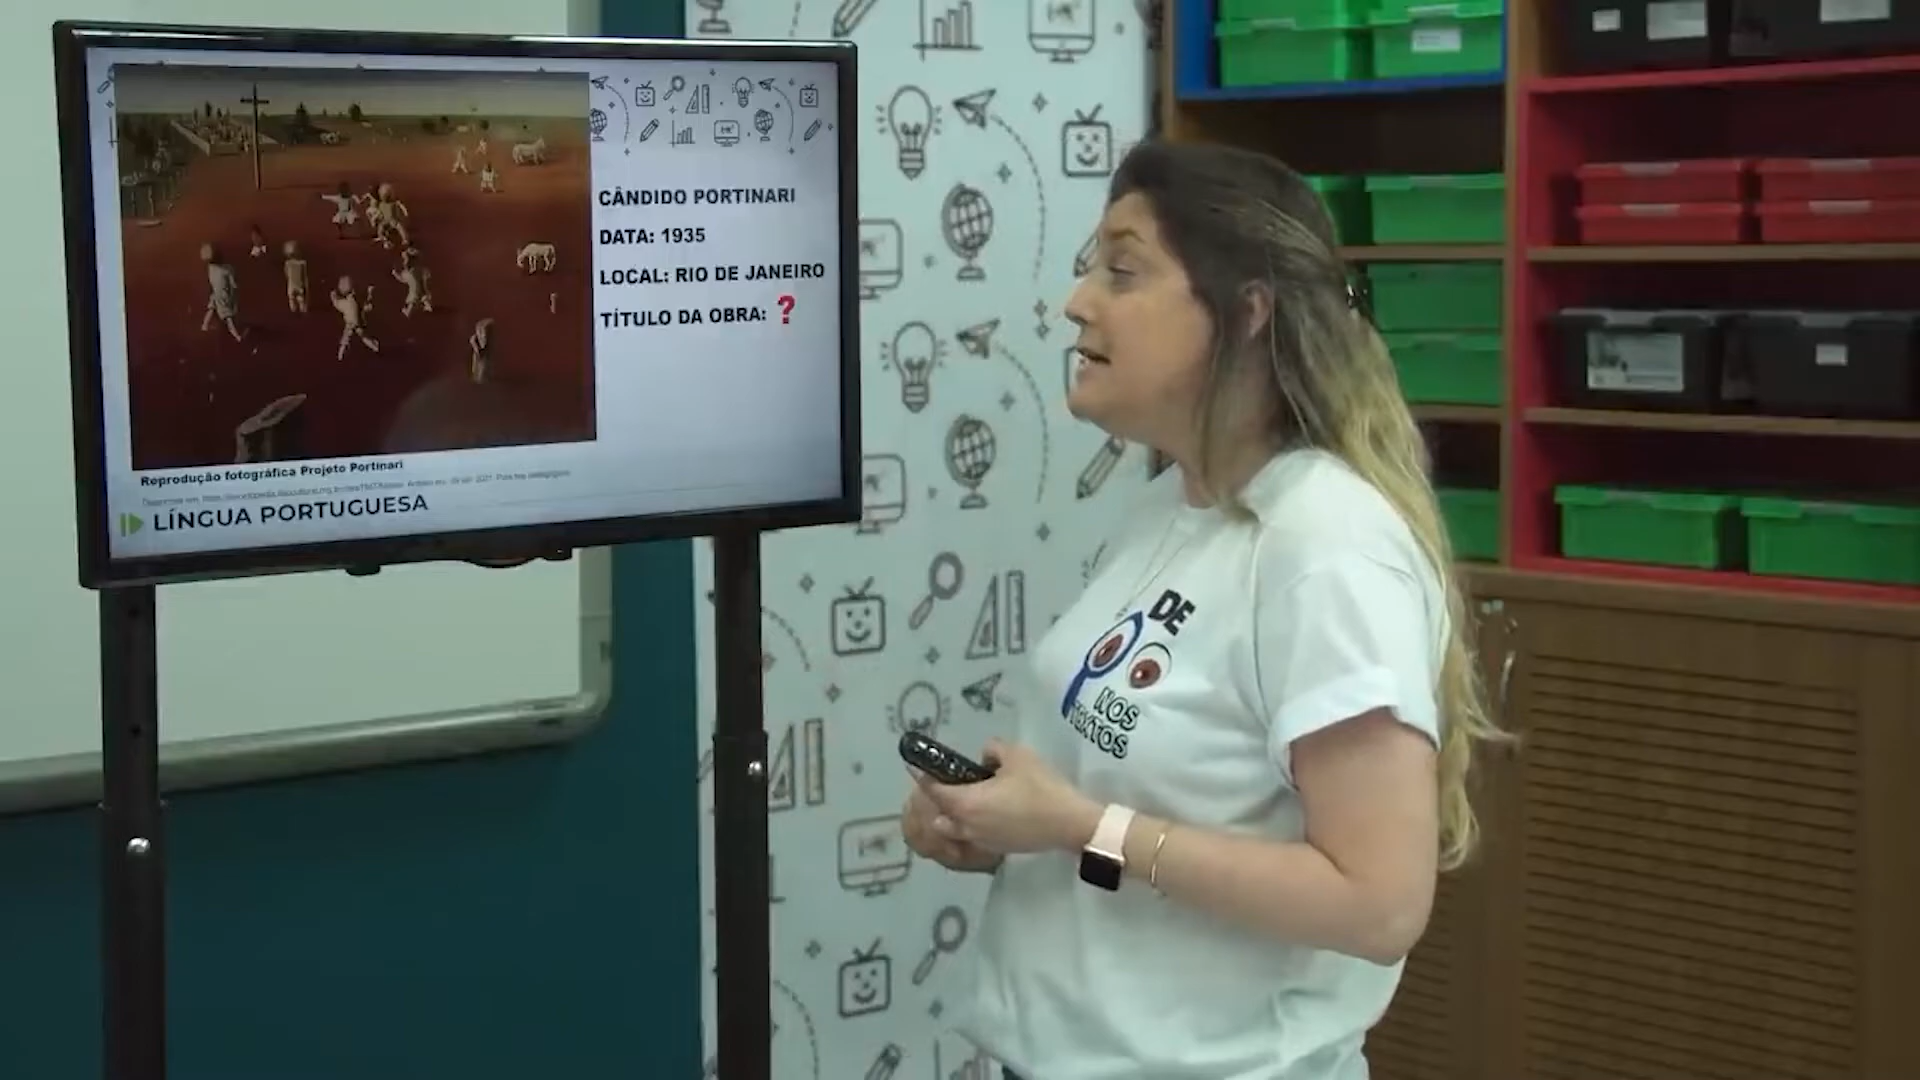 CÂNDIDO PORTINARI
DATA: 1935
LOCAL: RIO DE JANEIRO
TÍTULO DA OBRA: ?
Reprodução fotográfica Projeto Portinari
LÍNGUA PORTUGUESA
DE
NOS
TEXTOS